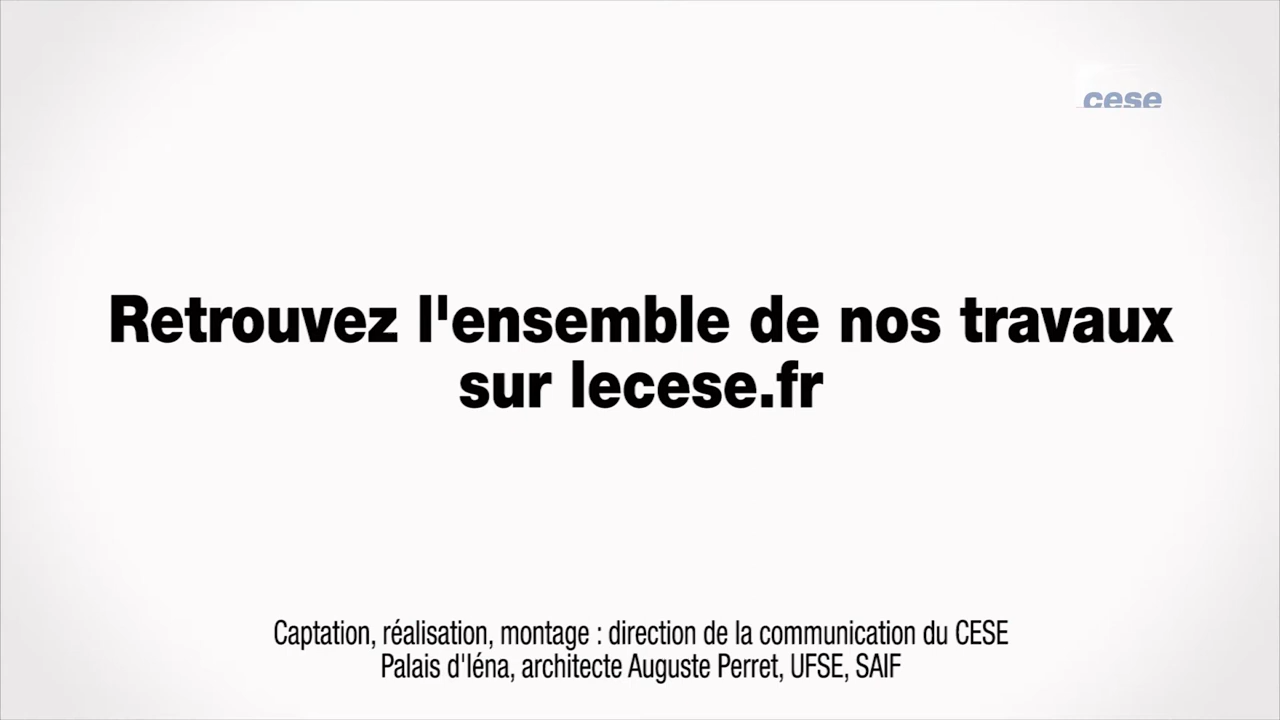 cese
Retrouvez l'ensemble de nos travaux
sur lecese.fr
Captation, réalisation, montage : direction de la communication du CESE
Palais d'Iéna, architecte Auguste Perret, UFSE, SAIF